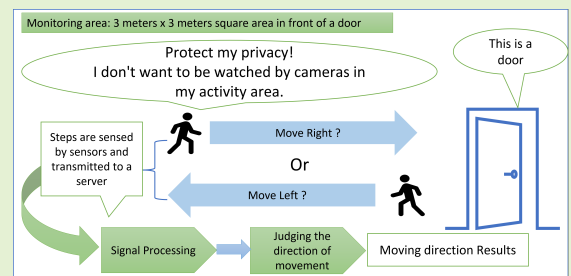 Monitoring area: 3 meters x 3 meters square area in front of a door
Protect my privacy!
I don't want to be watched by cameras in
my activity area.
This is a
door
Steps are sensed
by sensors and
transmitted to a
server
Move Right ?
Or
Move Left ?
Signal Processing
Judging the
direction of
movement
Moving direction Results